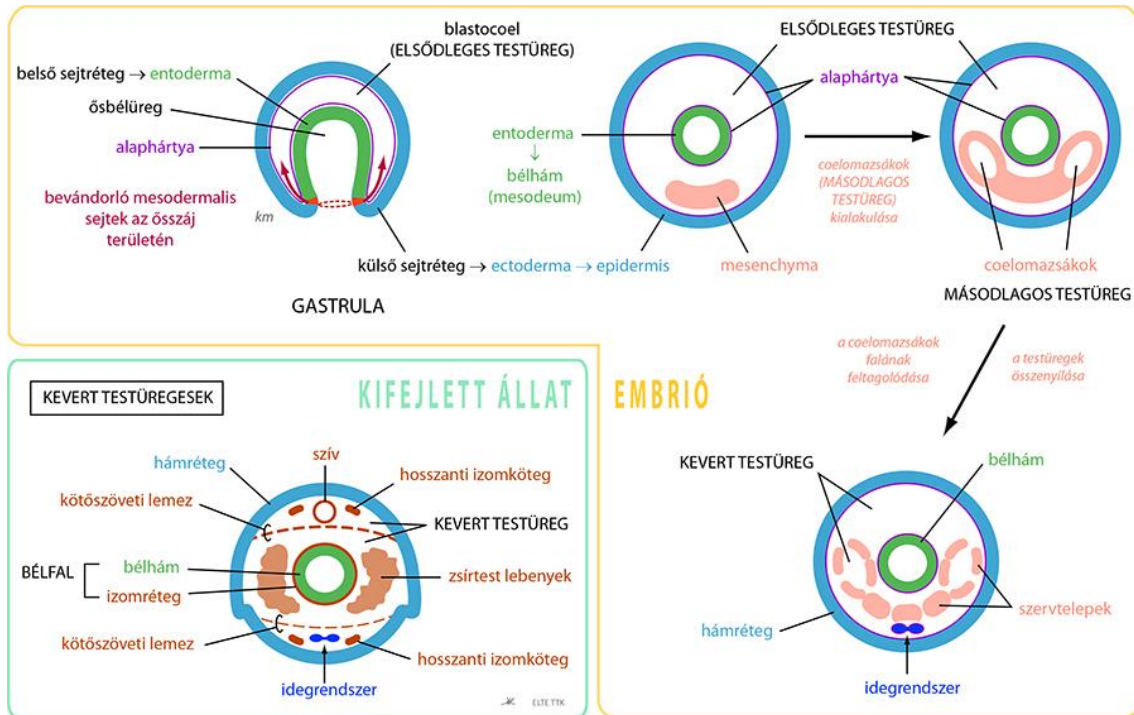 blastocoel
(ELSŐDLEGES TESTÜREG)
belső sejtréteg → entoderma
ősbélüreg
alaphártya
bevándorló mesodermalis
sejtek az ősszáj
területén
km
külső sejtréteg → ectoderma → epidermis
GASTRULA
ELSŐDLEGES TESTÜREG
alaphártya
entoderma
↓
bélhám
(mesodeum)
mesenchyma
coelomazsákok
(MÁSODLAGOS
TESTÜREG)
kialakulása
coelomazsákok
MÁSODLAGOS TESTÜREG
a coelomazsákok
falának
feltagolódása
a testüregek
összenyílása
EMBRIÓ
KEVERT TESTÜREG
bélhám
szervtelepek
hámréteg
idegrendszer
KIFEJLETT ÁLLAT
KEVERT TESTÜREGESEK
szív
hámréteg
hosszanti izomköteg
kötőszöveti lemez
KEVERT TESTÜREG
BÉLFAL
bélhám
izomréteg
zsírtest lebenyek
kötőszöveti lemez
hosszanti izomköteg
idegrendszer
ELTE TTK